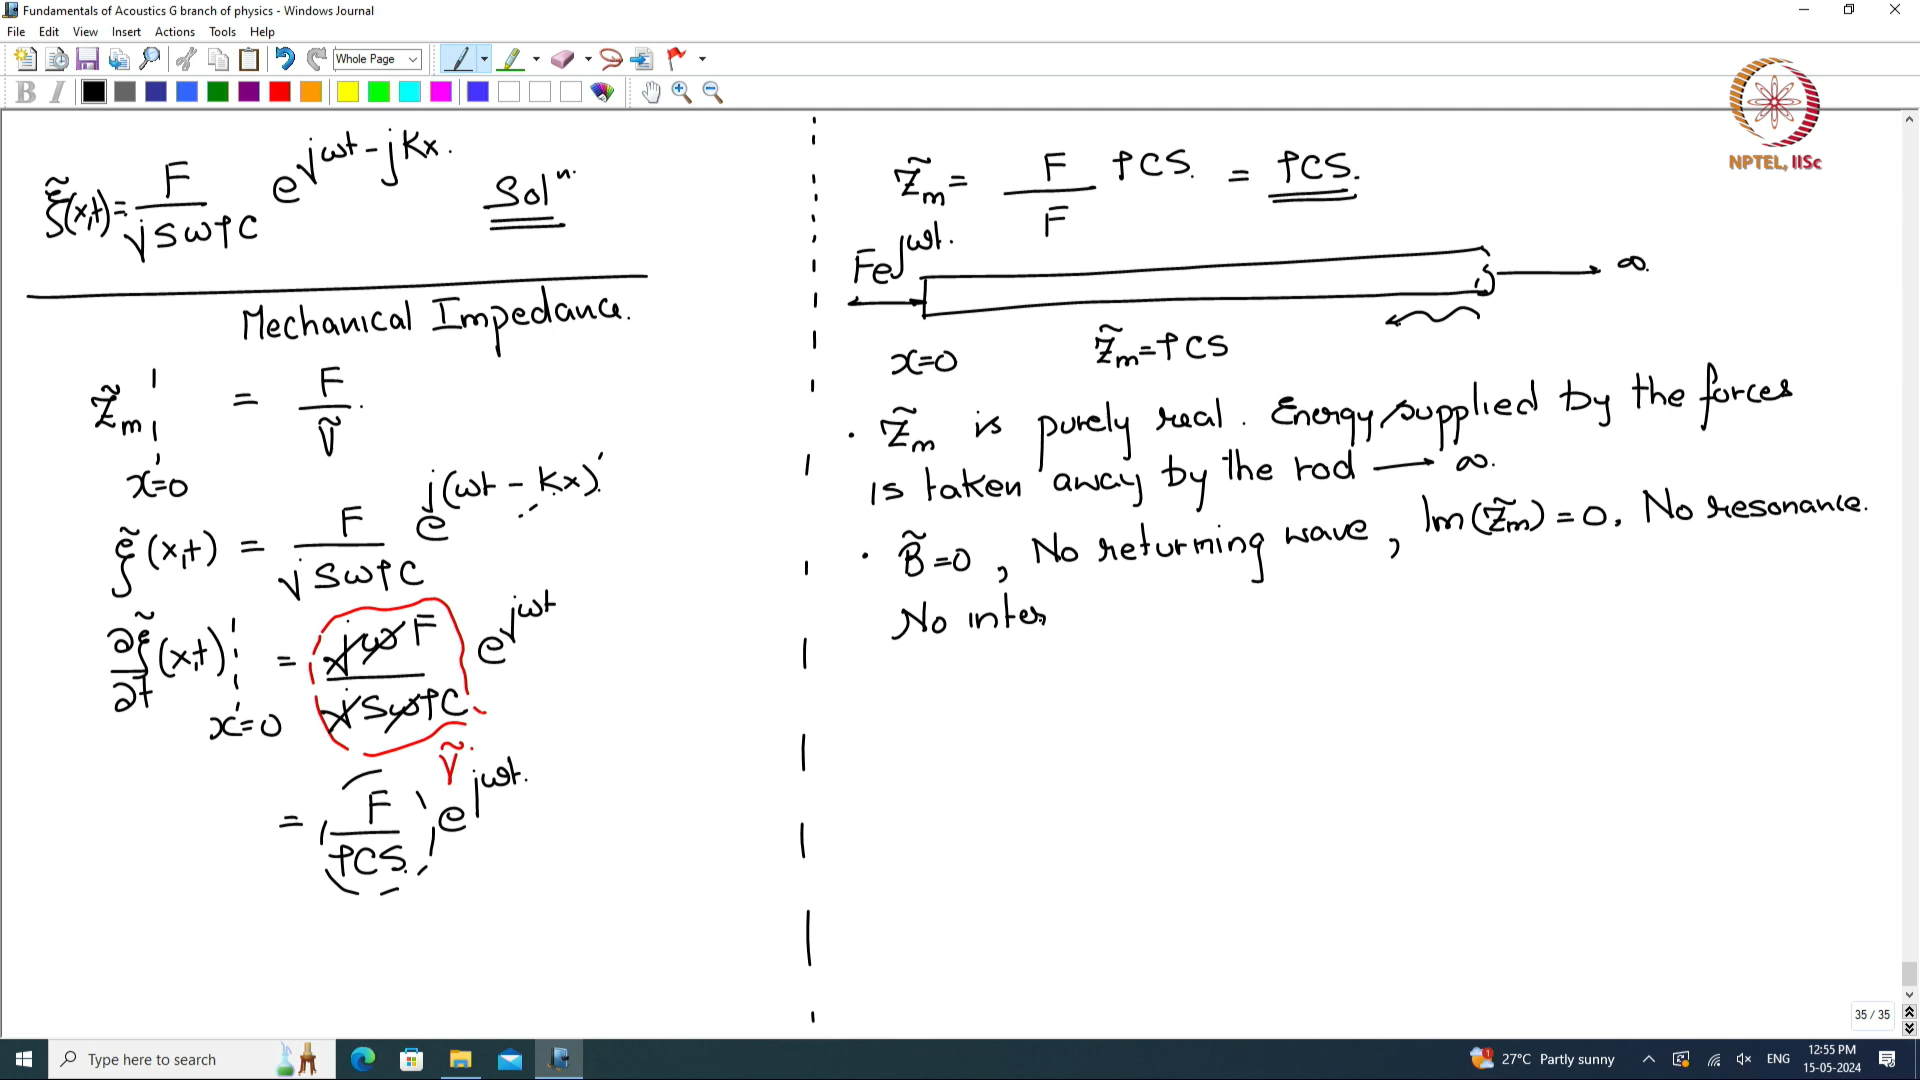 Fundamentals of Acoustics G branch of physics - Windows Journal
File Edit View Insert Actions Tools Help
Whole Page
B I
NPTEL, IISc
ξ̃(x,t) = F / jSωρC e^{jωt - jkx}. Solⁿ.
Mechanical Impedance.
Z̃m|x=0 = F / Ṽ.
ξ̃(x,t) = F / jSωρC e^{j(ωt - kx)}
∂ξ̃/∂t (x,t)|x=0 = jωF / jSωρC e^{jωt}
Ṽ
= F / ρCS. e^{jωt}.
Z̃m = F / F ρCS. = ρCS.
Fe^{jωt}.
∞.
x=0
Z̃m = ρCS
. Z̃m is purely real. Energy supplied by the forces
is taken away by the rod → ∞.
. B̃=0, No returning wave, Im(Z̃m) = 0. No resonance.
No inter
35 / 35
Type here to search
27°C Partly sunny
ENG
12:55 PM
15-05-2024